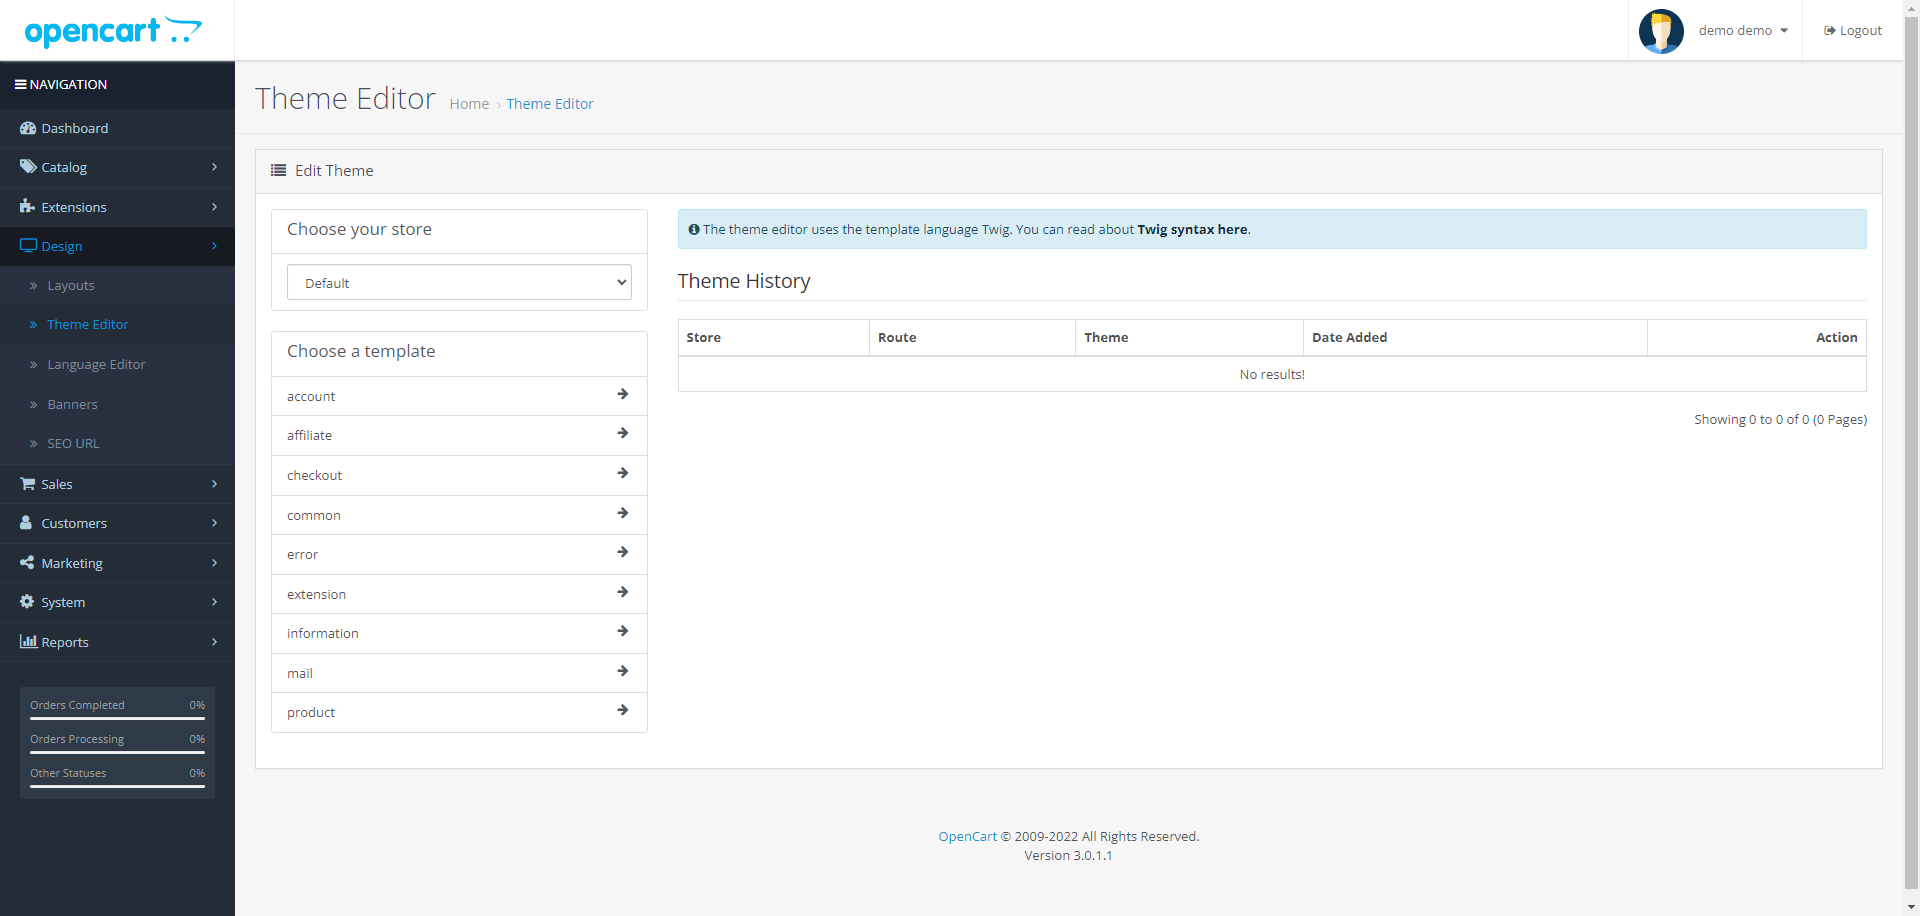 opencart
demo demo
Logout
NAVIGATION
Dashboard
Catalog
Extensions
Design
Layouts
Theme Editor
Language Editor
Banners
SEO URL
Sales
Customers
Marketing
System
Reports
Orders Completed 0%
Orders Processing 0%
Other Statuses 0%
Theme Editor
Home › Theme Editor
Edit Theme
Choose your store
Default
Choose a template
account
affiliate
checkout
common
error
extension
information
mail
product
The theme editor uses the template language Twig. You can read about Twig syntax here.
Theme History
Store Route Theme Date Added Action
No results!
Showing 0 to 0 of 0 (0 Pages)
OpenCart © 2009-2022 All Rights Reserved.
Version 3.0.1.1